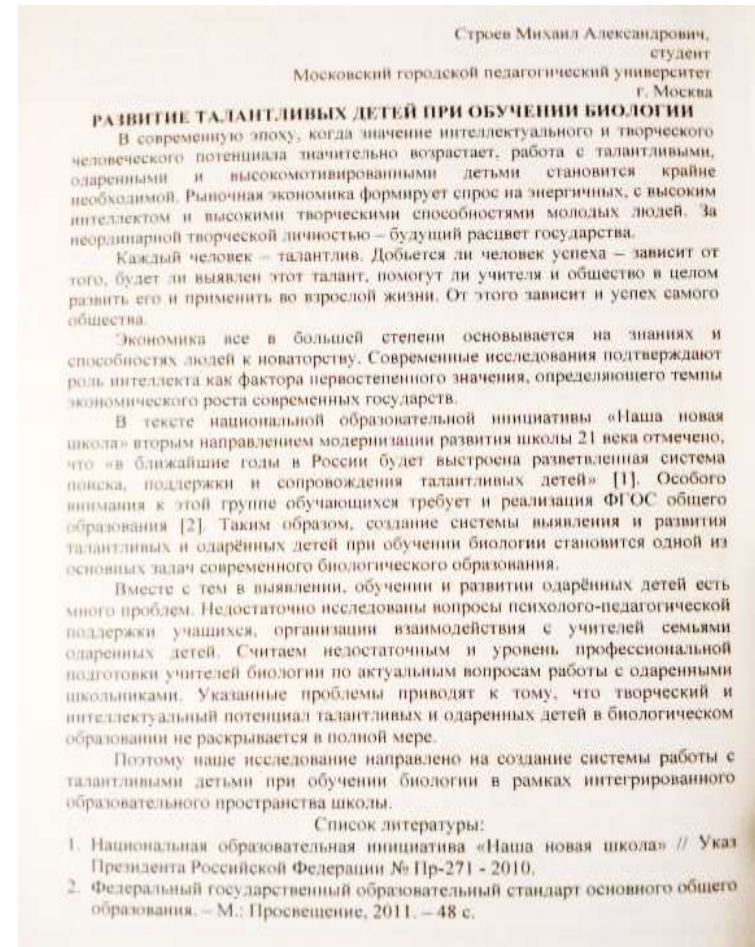 Строев Михаил Александрович,
студент
Московский городской педагогический университет
г. Москва
РАЗВИТИЕ ТАЛАНТЛИВЫХ ДЕТЕЙ ПРИ ОБУЧЕНИИ БИОЛОГИИ
В современную эпоху, когда значение интеллектуального и творческого
человеческого потенциала значительно возрастает, работа с талантливыми,
одаренными и высокомотивированными детьми становится крайне
необходимой. Рыночная экономика формирует спрос на энергичных, с высоким
интеллектом и высокими творческими способностями молодых людей. За
неординарной творческой личностью – будущий расцвет государства.
Каждый человек – талантлив. Добьется ли человек успеха – зависит от
того, будет ли выявлен этот талант, помогут ли учителя и общество в целом
развить его и применить во взрослой жизни. От этого зависит и успех самого
общества.
Экономика все в большей степени основывается на знаниях и
способностях людей к новаторству. Современные исследования подтверждают
роль интеллекта как фактора первостепенного значения, определяющего темпы
экономического роста современных государств.
В тексте национальной образовательной инициативы «Наша новая
школа» вторым направлением модернизации развития школы 21 века отмечено,
что «в ближайшие годы в России будет выстроена разветвленная система
поиска, поддержки и сопровождения талантливых детей» [1]. Особого
внимания к этой группе обучающихся требует и реализация ФГОС общего
образования [2]. Таким образом, создание системы выявления и развития
талантливых и одарённых детей при обучении биологии становится одной из
основных задач современного биологического образования.
Вместе с тем в выявлении, обучении и развитии одарённых детей есть
много проблем. Недостаточно исследованы вопросы психолого-педагогической
поддержки учащихся, организации взаимодействия с учителей семьями
одаренных детей. Считаем недостаточным и уровень профессиональной
подготовки учителей биологии по актуальным вопросам работы с одаренными
школьниками. Указанные проблемы приводят к тому, что творческий и
интеллектуальный потенциал талантливых и одаренных детей в биологическом
образовании не раскрывается в полной мере.
Поэтому наше исследование направлено на создание системы работы с
талантливыми детьми при обучении биологии в рамках интегрированного
образовательного пространства школы.
Список литературы:
1. Национальная образовательная инициатива «Наша новая школа» // Указ
Президента Российской Федерации № Пр-271 - 2010.
2. Федеральный государственный образовательный стандарт основного общего
образования. – М.: Просвещение, 2011. – 48 с.